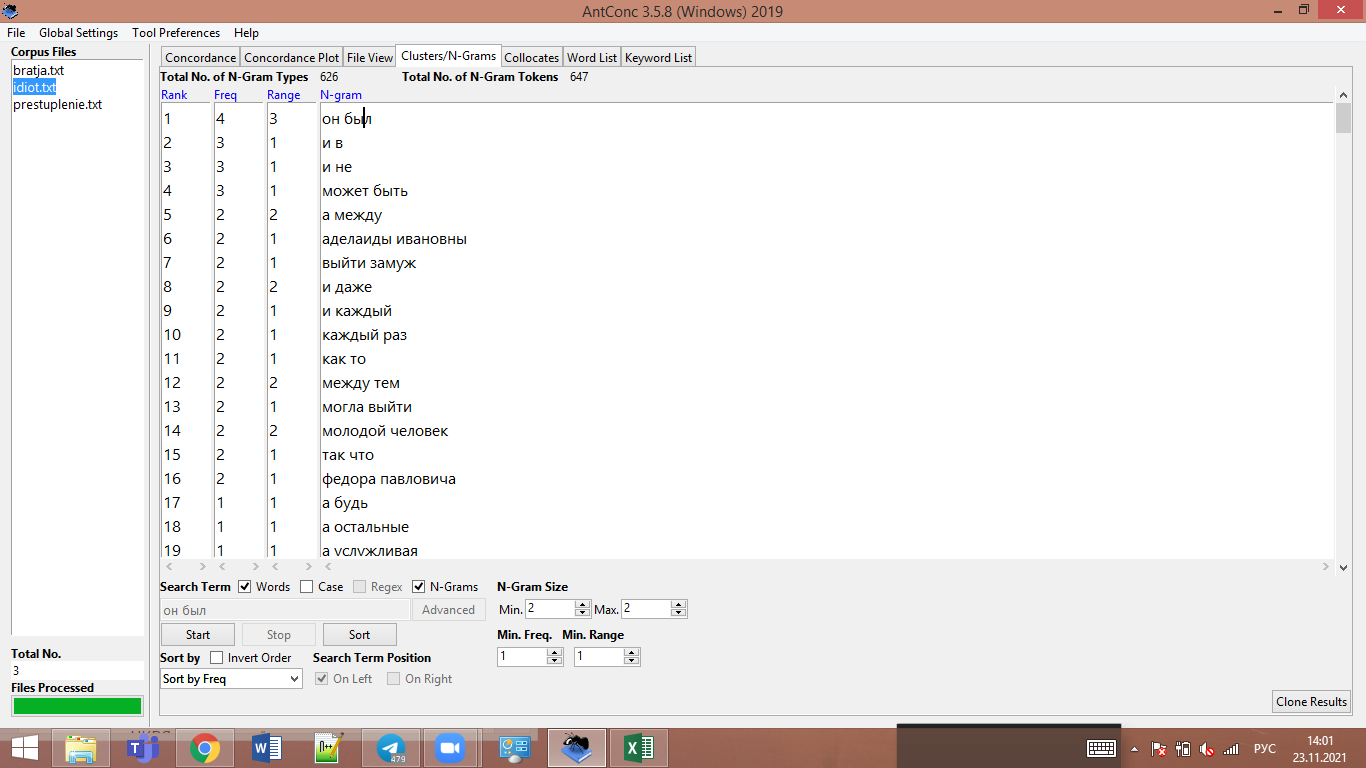 AntConc 3.5.8 (Windows) 2019
File Global Settings Tool Preferences Help
Corpus Files
bratja.txt
idiot.txt
prestuplenie.txt
Concordance Concordance Plot File View Clusters/N-Grams Collocates Word List Keyword List
Total No. of N-Gram Types 626 Total No. of N-Gram Tokens 647
Rank Freq Range N-gram
1 4 3 он был
2 3 1 и в
3 3 1 и не
4 3 1 может быть
5 2 2 а между
6 2 1 аделаиды ивановны
7 2 1 выйти замуж
8 2 2 и даже
9 2 1 и каждый
10 2 1 каждый раз
11 2 1 как то
12 2 2 между тем
13 2 1 могла выйти
14 2 2 молодой человек
15 2 1 так что
16 2 1 федора павловича
17 1 1 а будь
18 1 1 а остальные
19 1 1 а услужливая
Search Term Words Case Regex N-Grams N-Gram Size
он был Advanced Min. 2 Max. 2
Start Stop Sort Min. Freq. Min. Range
1 1
Sort by Invert Order Search Term Position
Sort by Freq On Left On Right
Total No.
3
Files Processed
Clone Results
479
РУС
14:01
23.11.2021